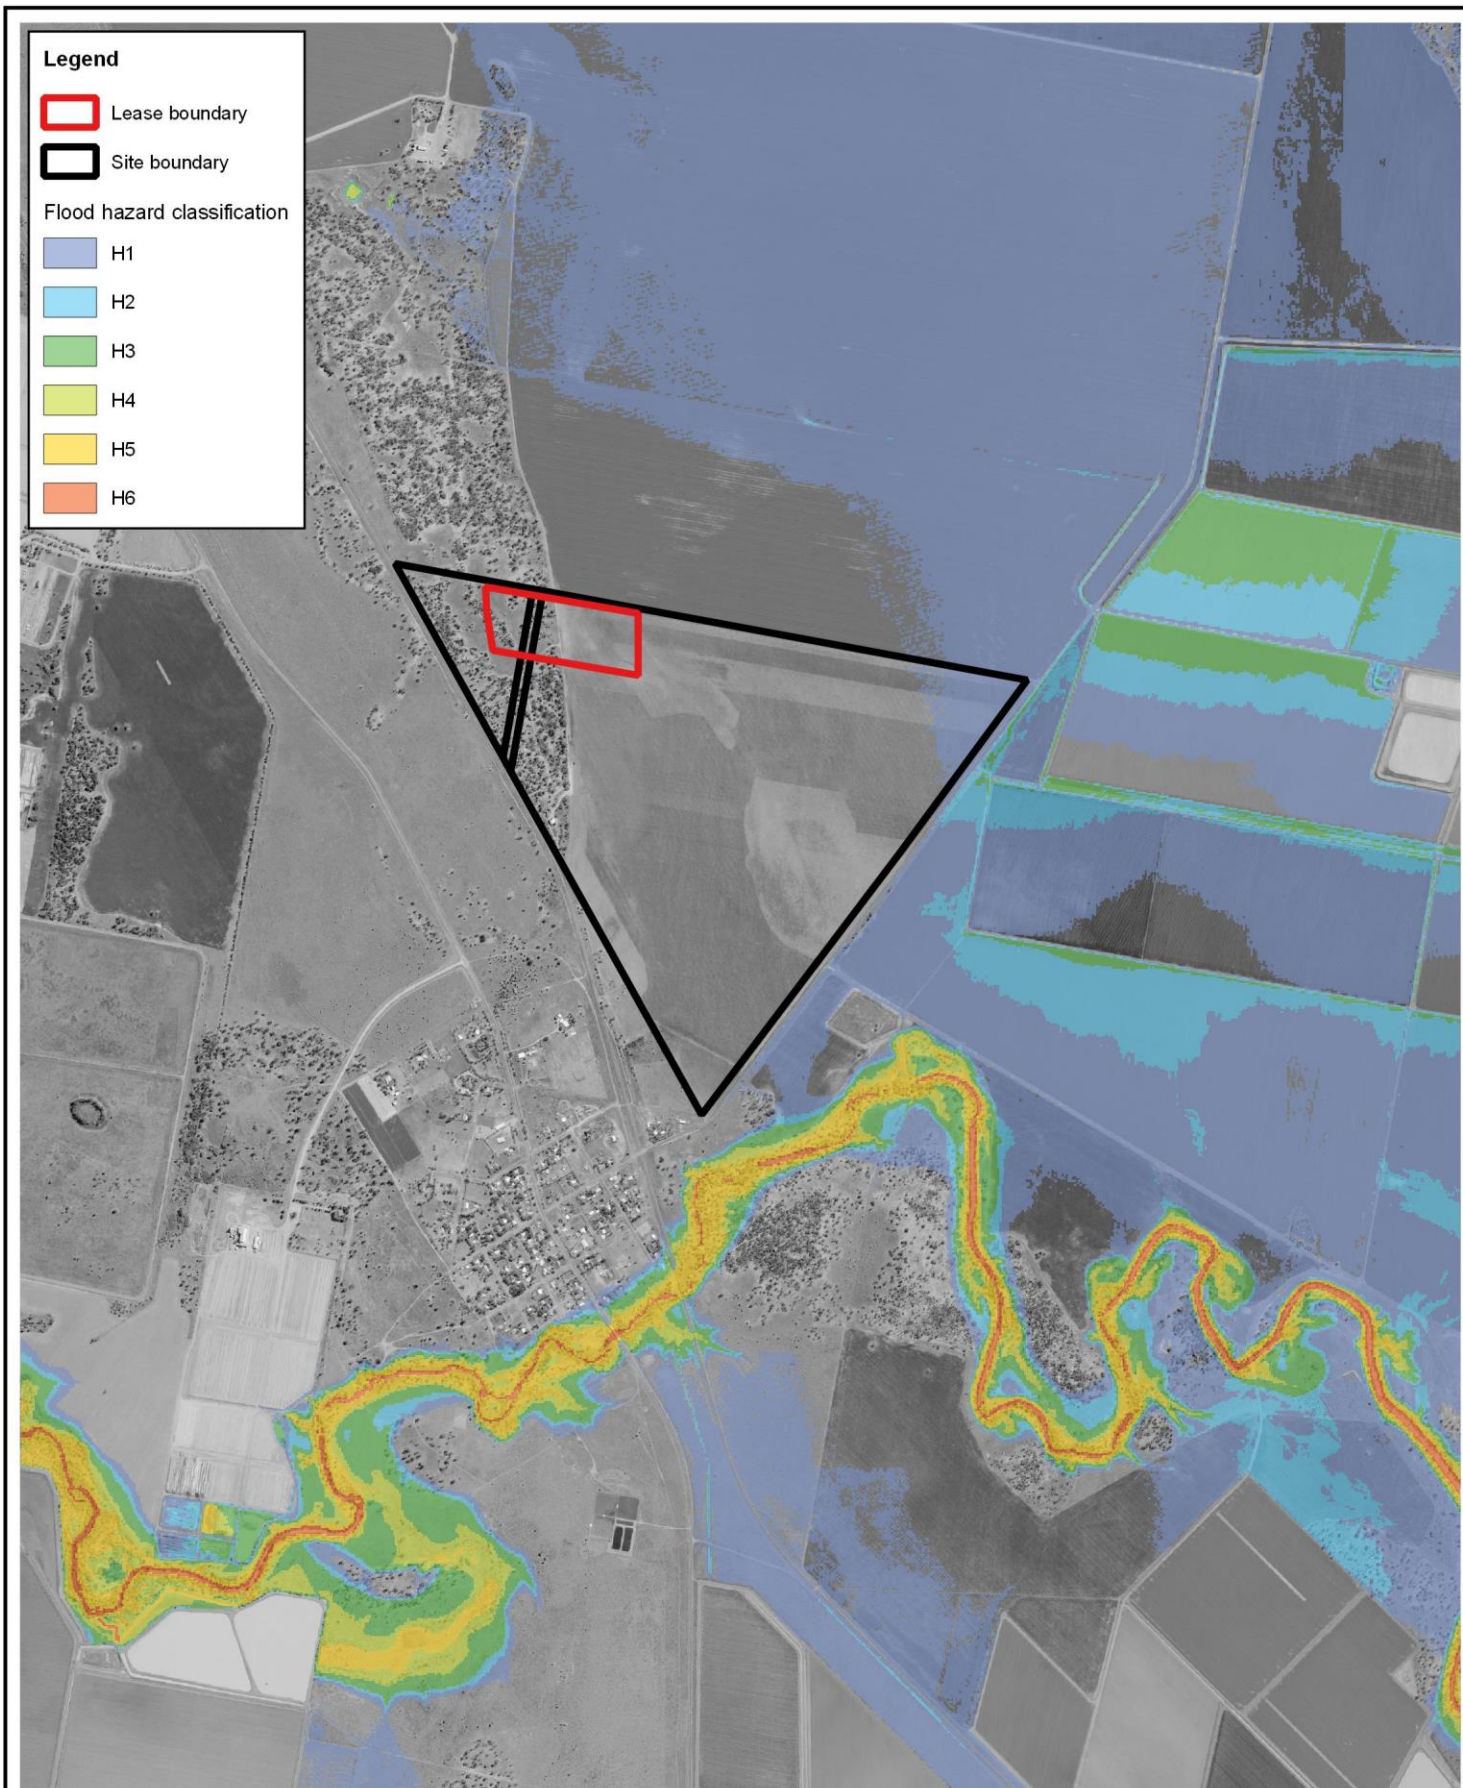 Legend
Lease boundary
Site boundary
Flood hazard classification
H1
H2
H3
H4
H5
H6